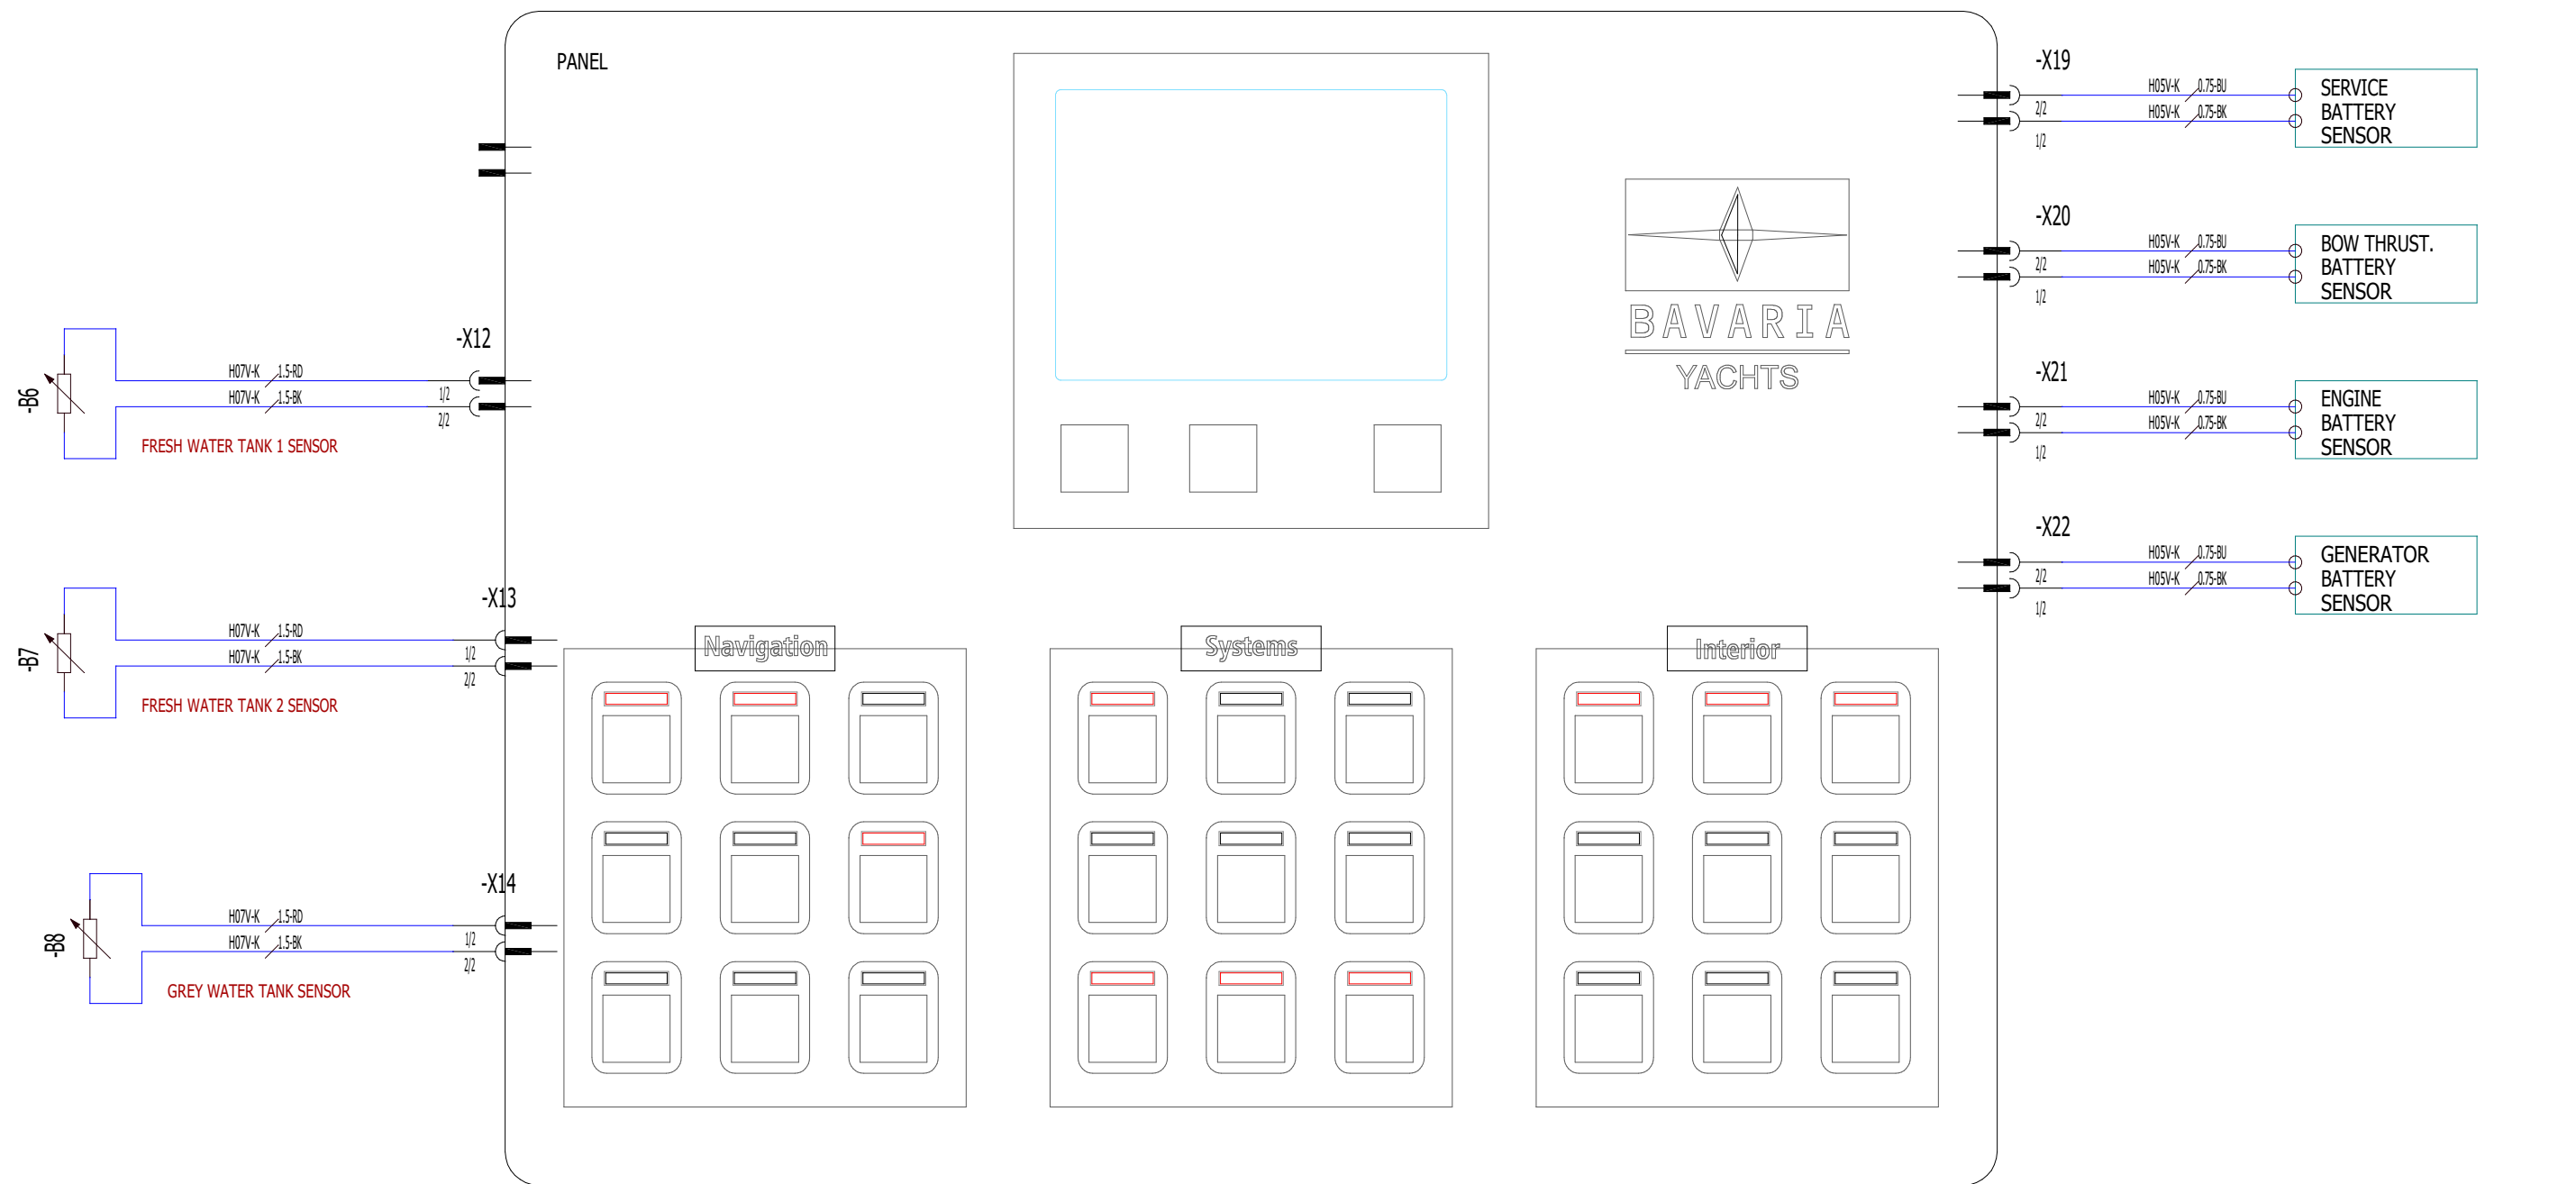 PANEL
-X12
-B6
H07V-K 1.5-RD
1/2
H07V-K 1.5-BK
2/2
FRESH WATER TANK 1 SENSOR
-X13
-B7
H07V-K 1.5-RD
1/2
H07V-K 1.5-BK
2/2
FRESH WATER TANK 2 SENSOR
-X14
-B8
H07V-K 1.5-RD
1/2
H07V-K 1.5-BK
2/2
GREY WATER TANK SENSOR
BAVARIA
YACHTS
Navigation
Systems
Interior
-X19
H05V-K 0.75-BU
2/2
H05V-K 0.75-BK
1/2
SERVICE
BATTERY
SENSOR
-X20
H05V-K 0.75-BU
2/2
H05V-K 0.75-BK
1/2
BOW THRUST.
BATTERY
SENSOR
-X21
H05V-K 0.75-BU
2/2
H05V-K 0.75-BK
1/2
ENGINE
BATTERY
SENSOR
-X22
H05V-K 0.75-BU
2/2
H05V-K 0.75-BK
1/2
GENERATOR
BATTERY
SENSOR